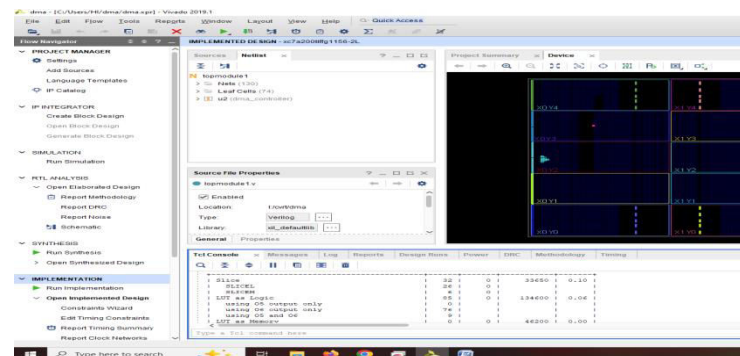 dma - [C:/Users/HI/dma/dma.xpr] - Vivado 2019.1
File Edit Flow Tools Reports Window Layout View Help Quick Access
Flow Navigator
IMPLEMENTED DESIGN - xc7a200tffg1156-2L
PROJECT MANAGER
Settings
Add Sources
Language Templates
IP Catalog
IP INTEGRATOR
Create Block Design
Open Block Design
Generate Block Design
SIMULATION
Run Simulation
RTL ANALYSIS
Open Elaborated Design
Report Methodology
Report DRC
Report Noise
Schematic
SYNTHESIS
Run Synthesis
Open Synthesized Design
IMPLEMENTATION
Run Implementation
Open Implemented Design
Constraints Wizard
Edit Timing Constraints
Report Timing Summary
Report Clock Networks
Sources Netlist
topmodule1
Nets (130)
Leaf Cells (74)
u2 (dma_controller)
Source File Properties
topmodule1.v
Enabled
Location:
Type: Verilog
Library: xil_defaultlib
General Properties
Project Summary Device
X0Y4 X1Y4
X0Y3 X1Y3
X0Y2 X1Y2
X0Y1 X1Y1
X0Y0 X1Y0
Tcl Console Messages Log Reports Design Runs Power DRC Methodology Timing
| Slice | 32 | 0 | 33650 | 0.10 |
| SLICEL | 26 | 0 |
| SLICEM | 6 | 0 |
| LUT as Logic | 85 | 0 | 134600 | 0.06 |
| using O5 output only | 0 |
| using O6 output only | 76 |
| using O5 and O6 | 9 |
| LUT as Memory | 0 | 0 | 46200 | 0.00 |
Type a Tcl command here
Type here to search